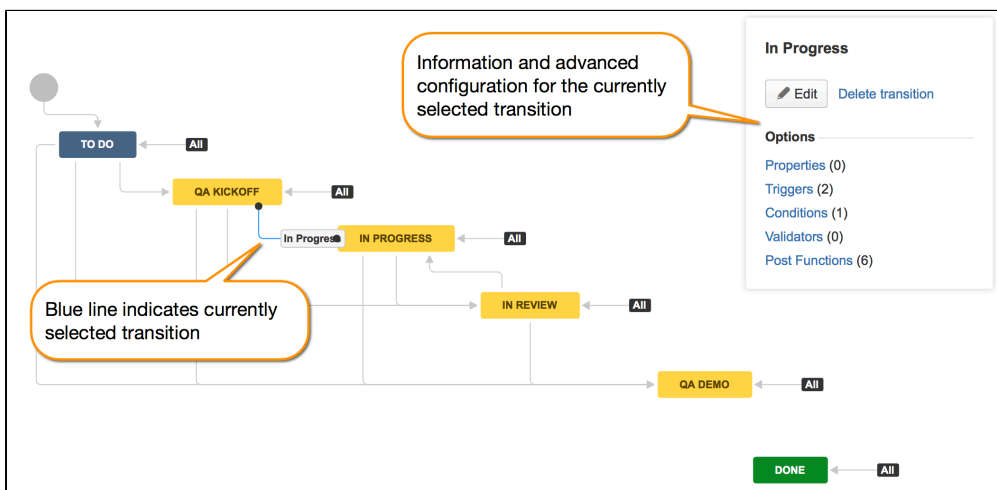 Information and advanced
configuration for the currently
selected transition
In Progress
Edit Delete transition
Options
Properties (0)
Triggers (2)
Conditions (1)
Validators (0)
Post Functions (6)
TO DO
All
QA KICKOFF
All
In Progress
IN PROGRESS
All
Blue line indicates currently
selected transition
IN REVIEW
All
QA DEMO
All
DONE
All